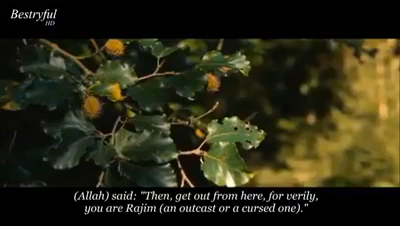 Bestryful
HD
(Allah) said: "Then, get out from here, for verily,
you are Rajim (an outcast or a cursed one)."